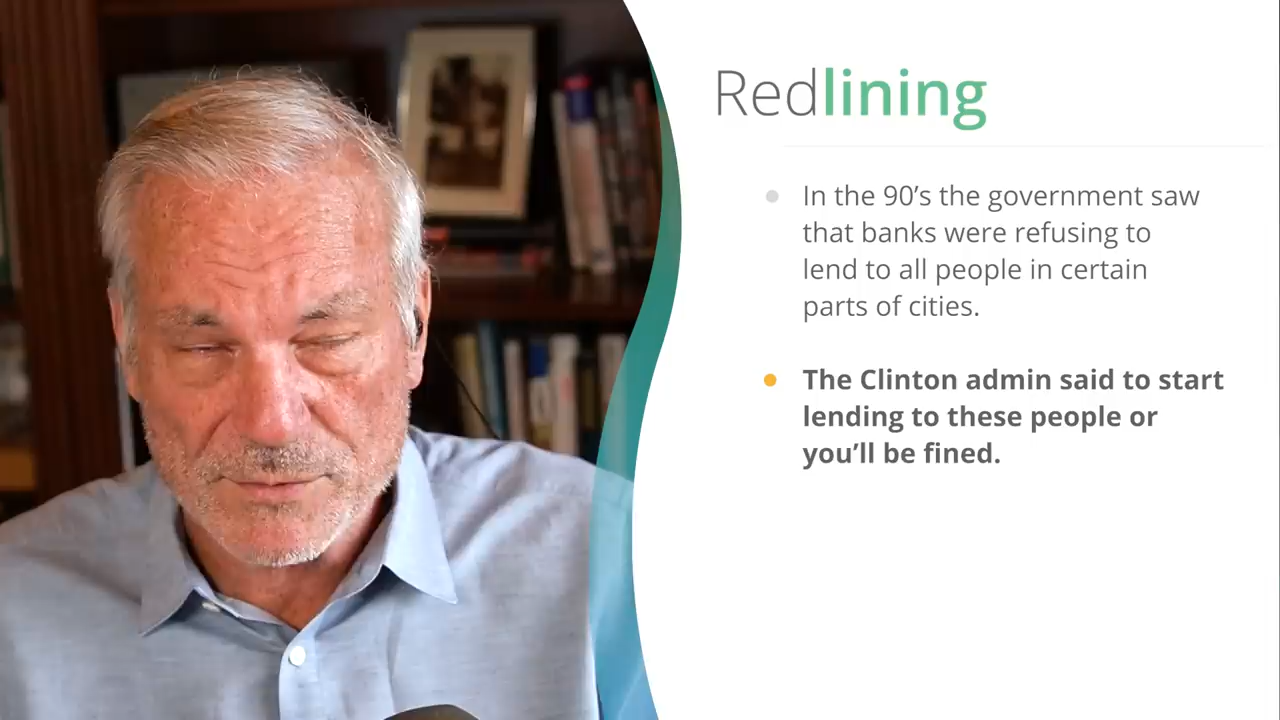 Redlining
In the 90’s the government saw
that banks were refusing to
lend to all people in certain
parts of cities.
The Clinton admin said to start
lending to these people or
you’ll be fined.